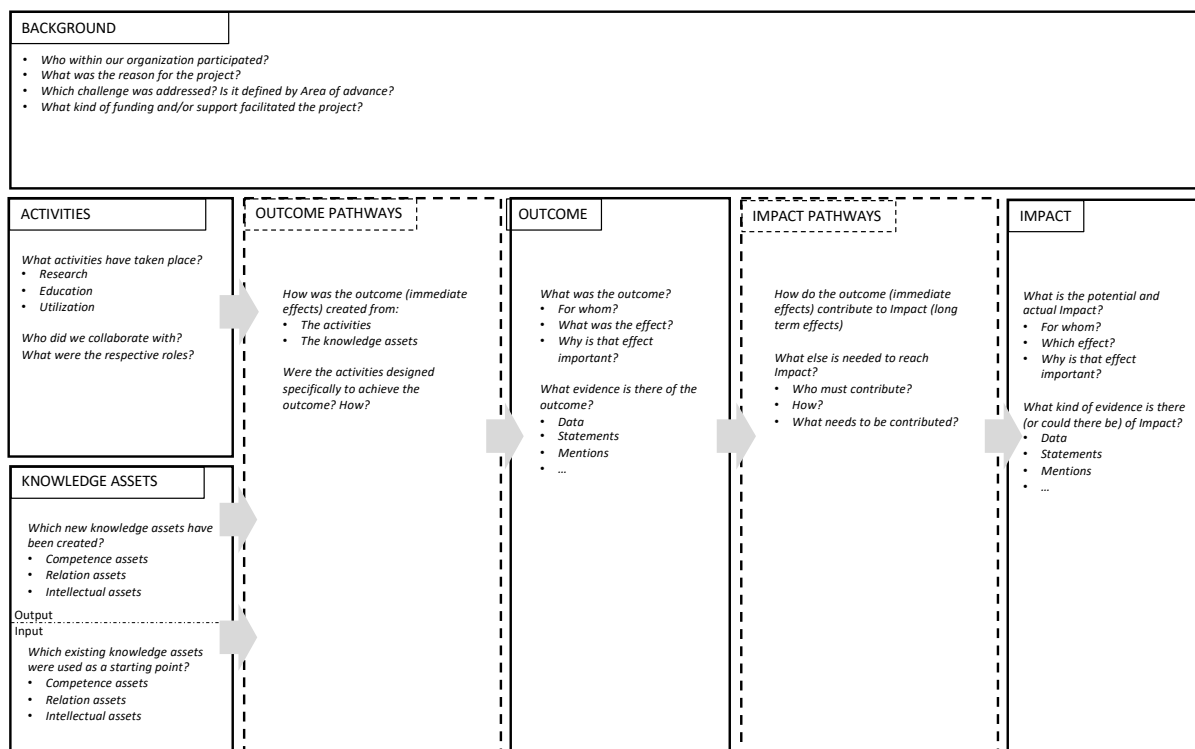 BACKGROUND
• Who within our organization participated?
• What was the reason for the project?
• Which challenge was addressed? Is it defined by Area of advance?
• What kind of funding and/or support facilitated the project?
ACTIVITIES
What activities have taken place?
• Research
• Education
• Utilization
Who did we collaborate with?
What were the respective roles?
KNOWLEDGE ASSETS
Which new knowledge assets have
been created?
• Competence assets
• Relation assets
• Intellectual assets
Output
Input
Which existing knowledge assets
were used as a starting point?
• Competence assets
• Relation assets
• Intellectual assets
OUTCOME PATHWAYS
How was the outcome (immediate
effects) created from:
• The activities
• The knowledge assets
Were the activities designed
specifically to achieve the
outcome? How?
OUTCOME
What was the outcome?
• For whom?
• What was the effect?
• Why is that effect
important?
What evidence is there of the
outcome?
• Data
• Statements
• Mentions
• …
IMPACT PATHWAYS
How do the outcome (immediate
effects) contribute to Impact (long
term effects)
What else is needed to reach
Impact?
• Who must contribute?
• How?
• What needs to be contributed?
IMPACT
What is the potential and
actual Impact?
• For whom?
• Which effect?
• Why is that effect
important?
What kind of evidence is there
(or could there be) of Impact?
• Data
• Statements
• Mentions
• …